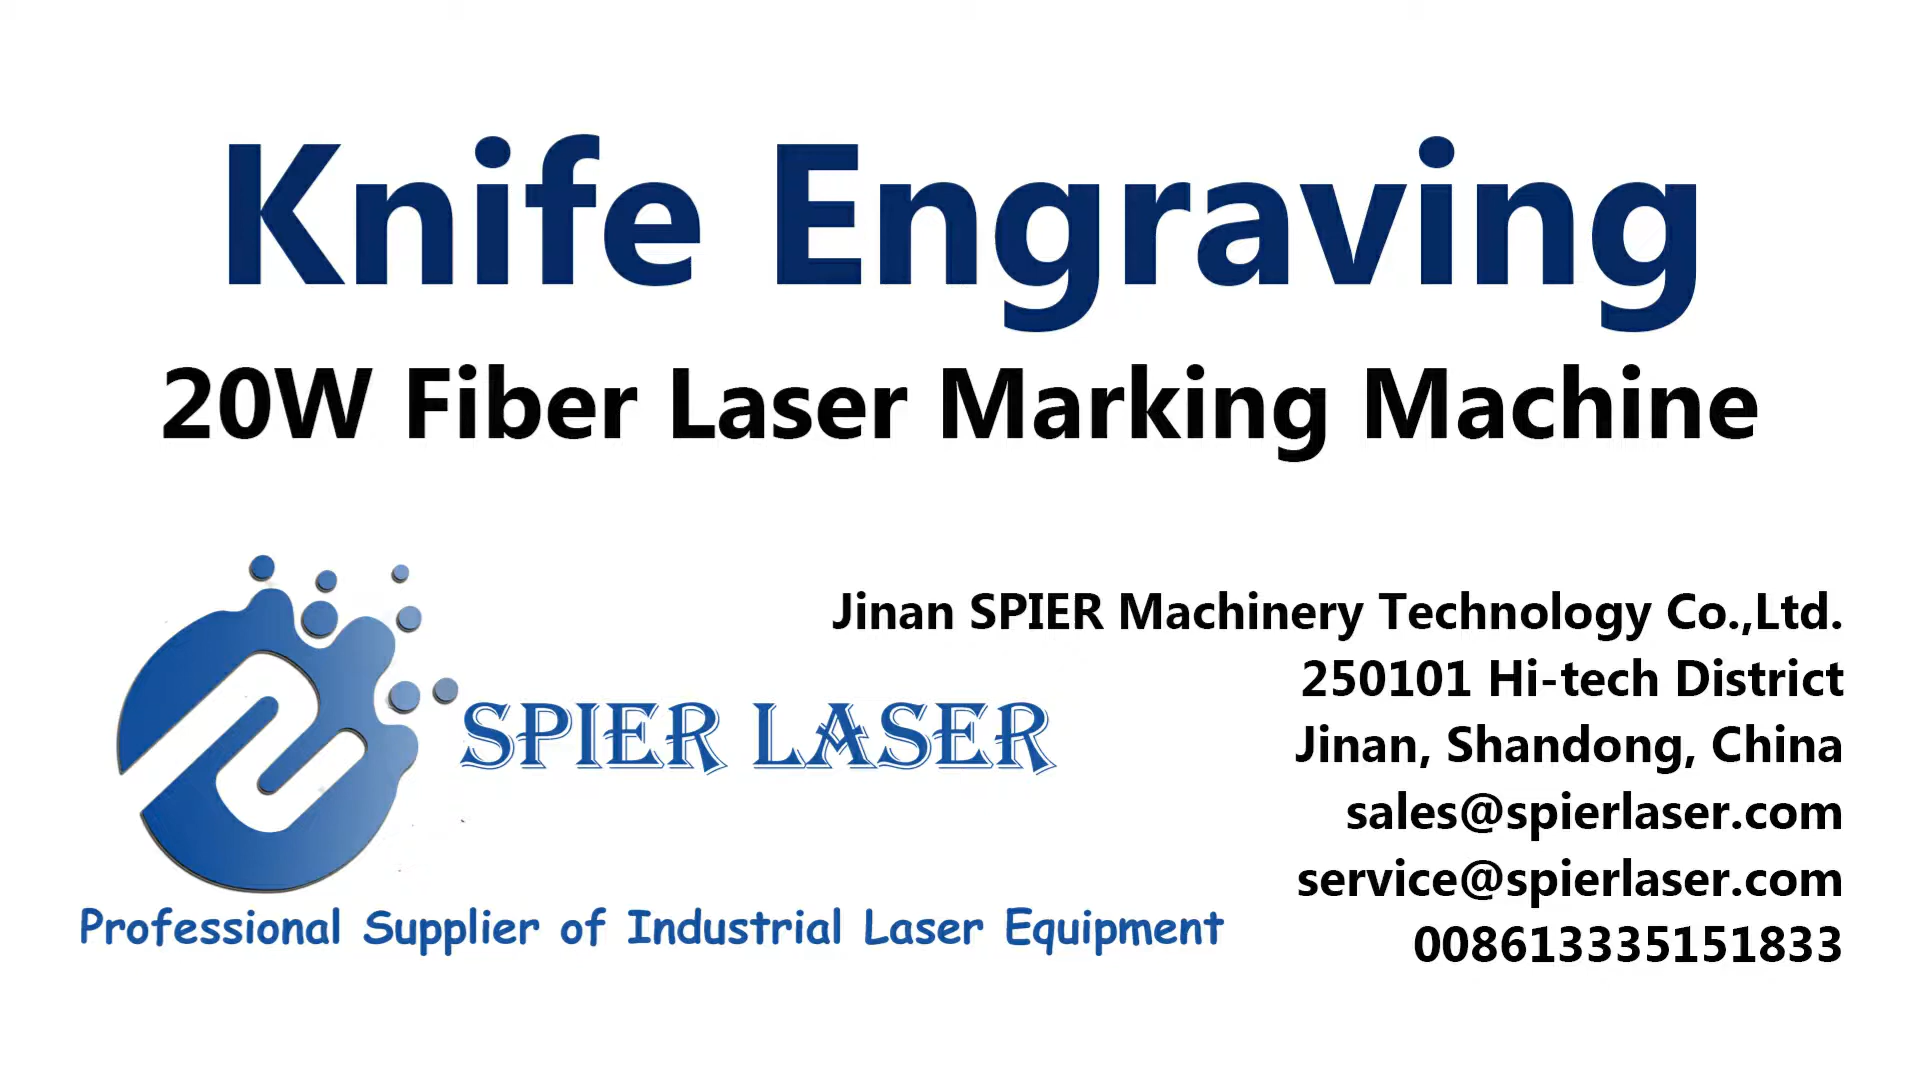 Knife Engraving
20W Fiber Laser Marking Machine
SPIER LASER
Professional Supplier of Industrial Laser Equipment
Jinan SPIER Machinery Technology Co.,Ltd.
250101 Hi-tech District
Jinan, Shandong, China
sales@spierlaser.com
service@spierlaser.com
008613335151833